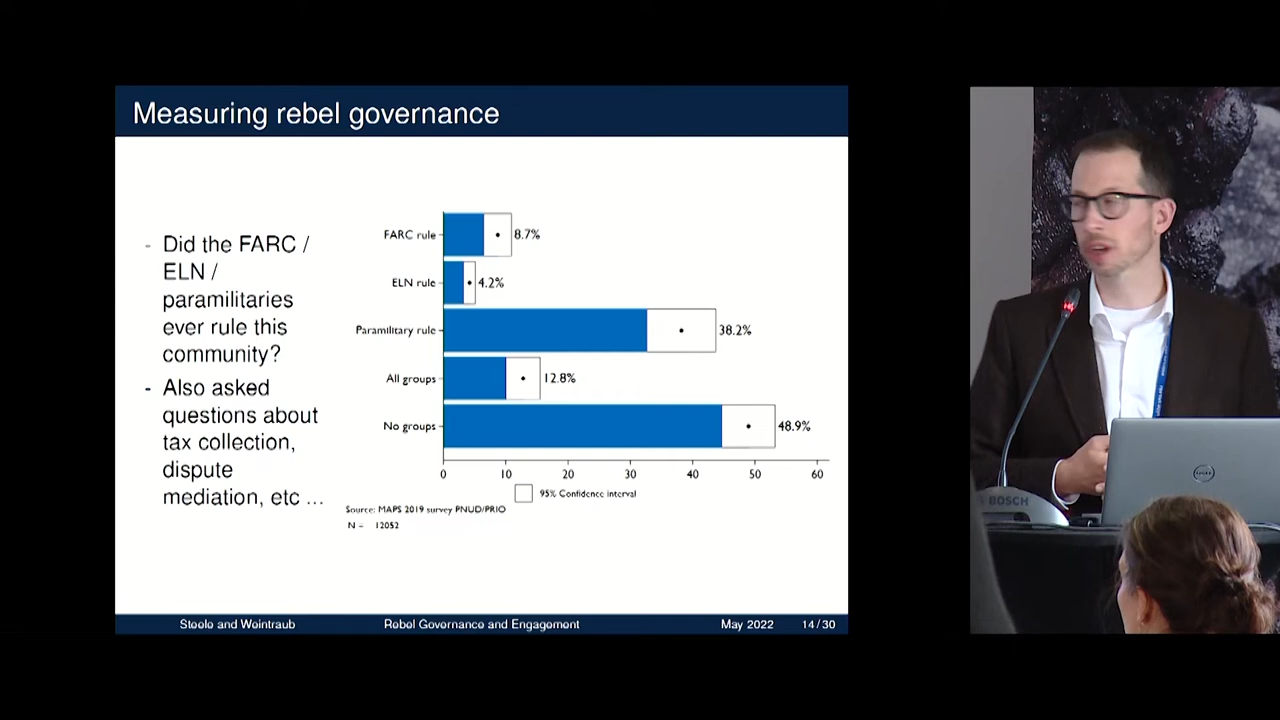 Measuring rebel governance
- Did the FARC /
ELN /
paramilitaries
ever rule this
community?
- Also asked
questions about
tax collection,
dispute
mediation, etc ...
FARC rule
8.7%
ELN rule
4.2%
Paramilitary rule
38.2%
All groups
12.8%
No groups
48.9%
0 10 20 30 40 50 60
95% Confidence interval
Source: MAPS 2019 survey PNUD/PRIO
N = 12052
Steele and Weintraub
Rebel Governance and Engagement
May 2022
14/30
BOSCH
DELL